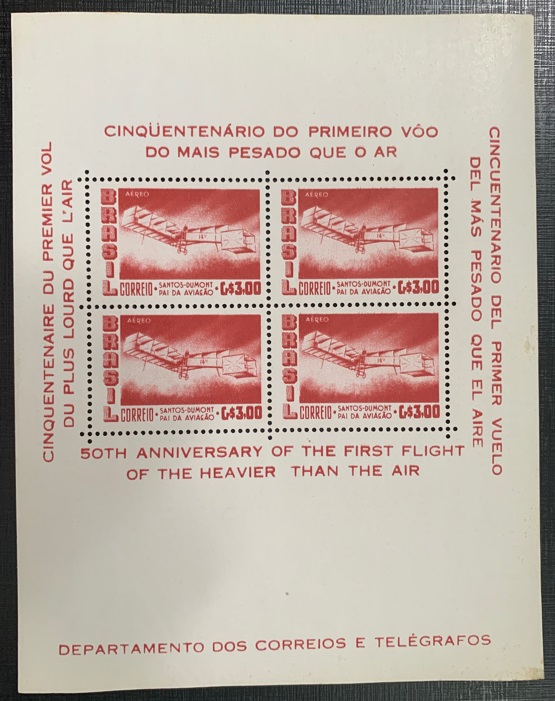 CINQÜENTENÁRIO DO PRIMEIRO VÔO
DO MAIS PESADO QUE O AR
CINQUENTENAIRE DU PREMIER VOL
DU PLUS LOURD QUE L'AIR
CINCUENTENARIO DEL PRIMER VUELO
DEL MÁS PESADO QUE EL AIRE
BRASIL
AÉREO
CORREIO • SANTOS-DUMONT
PAI DA AVIAÇÃO
Cr$3,00
BRASIL
AÉREO
CORREIO • SANTOS-DUMONT
PAI DA AVIAÇÃO
Cr$3,00
BRASIL
AÉREO
CORREIO • SANTOS-DUMONT
PAI DA AVIAÇÃO
Cr$3,00
BRASIL
AÉREO
CORREIO • SANTOS-DUMONT
PAI DA AVIAÇÃO
Cr$3,00
50TH ANNIVERSARY OF THE FIRST FLIGHT
OF THE HEAVIER THAN THE AIR
DEPARTAMENTO DOS CORREIOS E TELÉGRAFOS